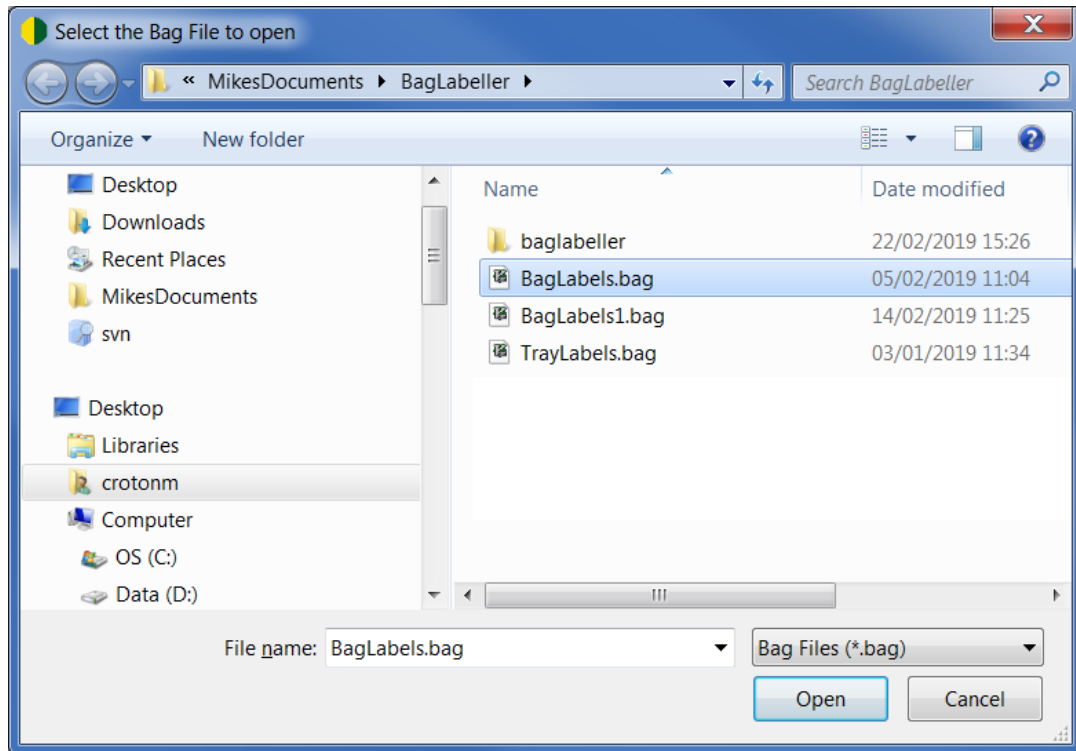 Select the Bag File to open
« MikesDocuments BagLabeller
Search BagLabeller
Organize New folder
Desktop
Downloads
Recent Places
MikesDocuments
svn
Desktop
Libraries
crotonm
Computer
OS (C:)
Data (D:)
Name Date modified
baglabeller 22/02/2019 15:26
BagLabels.bag 05/02/2019 11:04
BagLabels1.bag 14/02/2019 11:25
TrayLabels.bag 03/01/2019 11:34
File name: BagLabels.bag Bag Files (*.bag)
Open Cancel